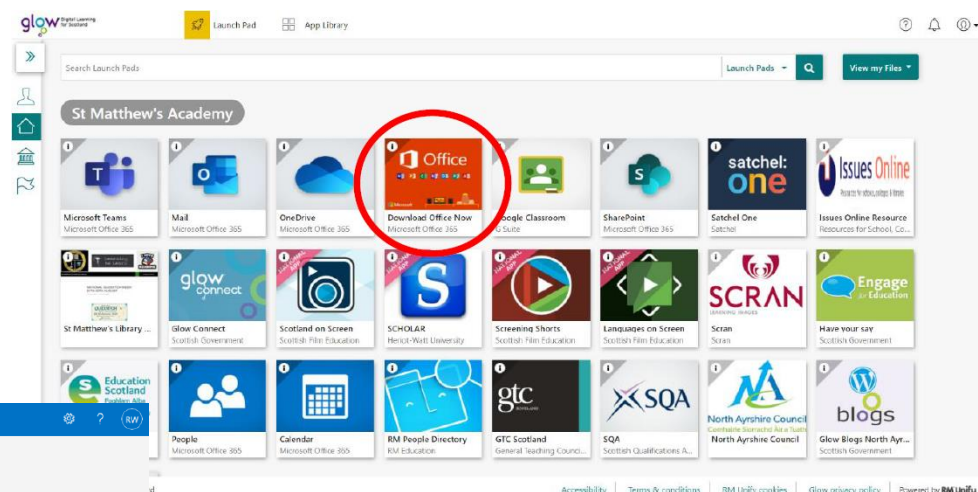 glow Digital Learning for Scotland
Launch Pad
App Library
Search Launch Pads
Launch Pads
View my Files
St Matthew's Academy
Office
satchel:
one
Issues Online
Microsoft Teams
Microsoft Office 365
Mail
Microsoft Office 365
OneDrive
Microsoft Office 365
Download Office Now
Microsoft Office 365
Google Classroom
G Suite
SharePoint
Microsoft Office 365
Satchel One
Satchel
Issues Online Resource
Resources for School, Co...
glow
connect
NATIONAL APP
S
SCRAN
Engage
for Education
St Matthew's Library ...
Glow Connect
Scottish Government
Scotland on Screen
Scottish Film Education
SCHOLAR
Heriot-Watt University
Screening Shorts
Scottish Film Education
Languages on Screen
Scottish Film Education
Scran
Scran
Have your say
Scottish Government
Education
Scotland
gtc
SCOTLAND
SQA
North Ayrshire Council
blogs
RW
People
Microsoft Office 365
Calendar
Microsoft Office 365
RM People Directory
RM Education
GTC Scotland
General Teaching Counci...
SQA
Scottish Qualifications A...
North Ayrshire Council
Glow Blogs North Ayr...
Scottish Government
Accessibility
Terms & conditions
RM Unify cookies
Glow privacy policy
Powered by RM Unify